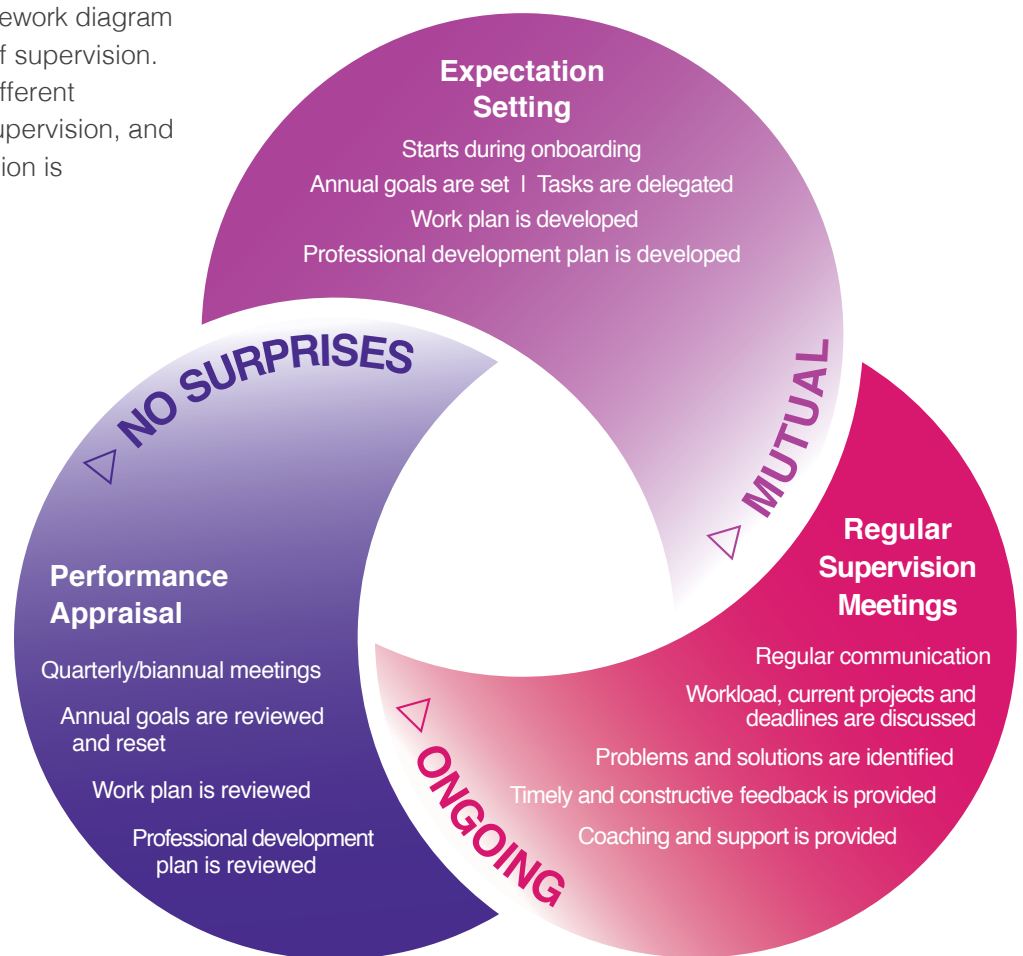 ework diagram
f supervision.
fferent
upervision, and
ion is
Expectation
Setting
Starts during onboarding
Annual goals are set | Tasks are delegated
Work plan is developed
Professional development plan is developed
NO SURPRISES
MUTUAL
Performance
Appraisal
Quarterly/biannual meetings
Annual goals are reviewed
and reset
Work plan is reviewed
Professional development
plan is reviewed
Regular
Supervision
Meetings
Regular communication
Workload, current projects and
deadlines are discussed
Problems and solutions are identified
Timely and constructive feedback is provided
Coaching and support is provided
ONGOING